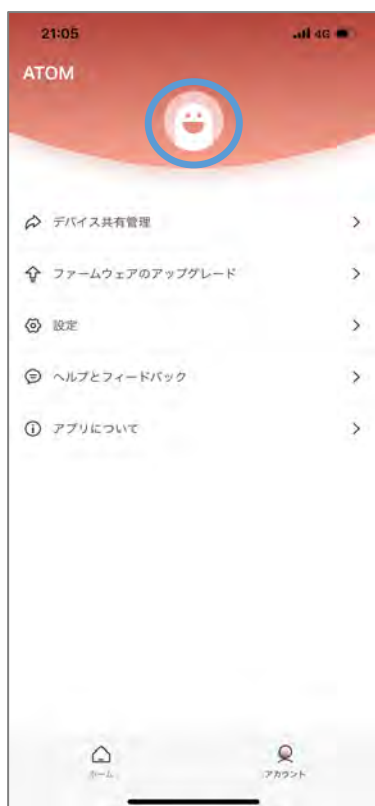 21:05
4G
ATOM
デバイス共有管理
ファームウェアのアップグレード
設定
ヘルプとフィードバック
アプリについて
ホーム
アカウント